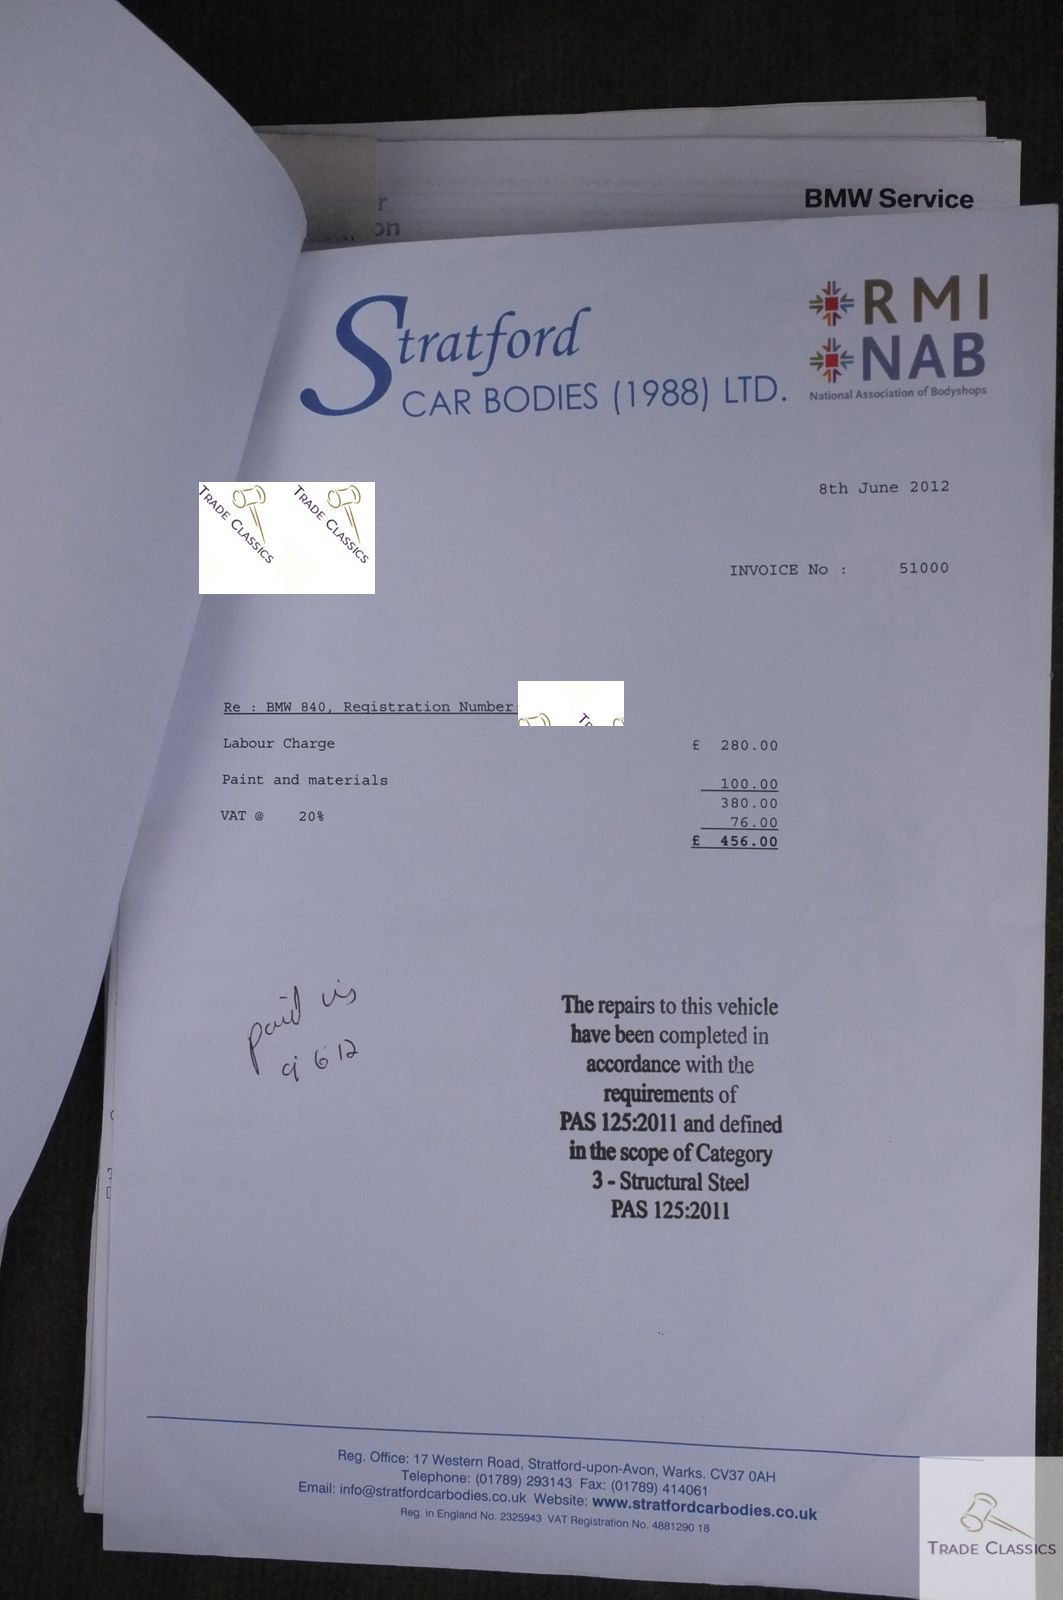 BMW Service
Stratford
CAR BODIES (1988) LTD.
RMI
NAB
National Association of Bodyshops
8th June 2012
TRADE CLASSICS TRADE CLASSICS
INVOICE No : 51000
Re : BMW 840, Registration Number
Labour Charge £ 280.00
Paint and materials 100.00
380.00
VAT @ 20% 76.00
£ 456.00
paid vis
9 6 12
The repairs to this vehicle
have been completed in
accordance with the
requirements of
PAS 125:2011 and defined
in the scope of Category
3 - Structural Steel
PAS 125:2011
Reg. Office: 17 Western Road, Stratford-upon-Avon, Warks. CV37 0AH
Telephone: (01789) 293143 Fax: (01789) 414061
Email: info@stratfordcarbodies.co.uk Website: www.stratfordcarbodies.co.uk
Reg. in England No. 2325943 VAT Registration No. 4881290 18
TRADE CLASSICS